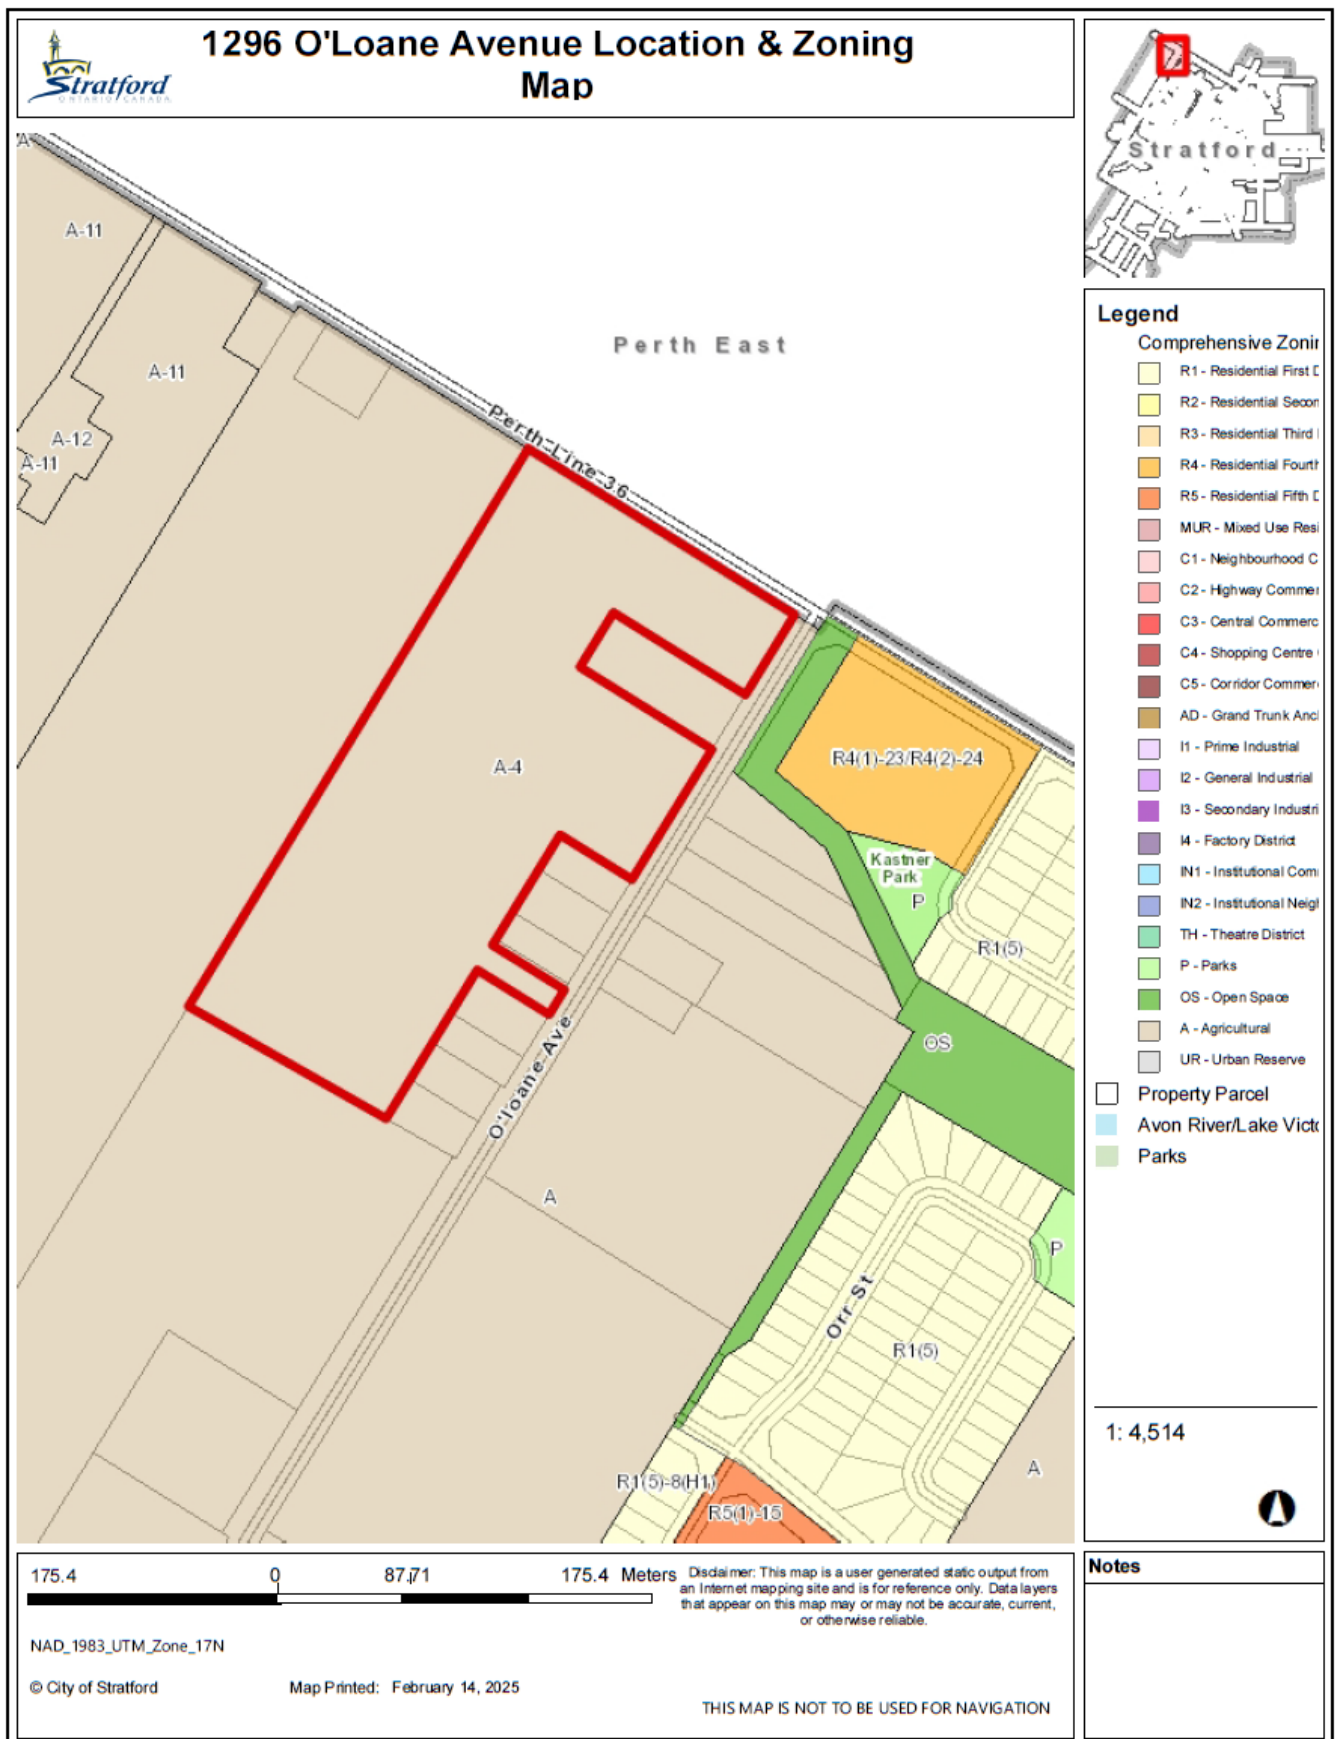 1296 O'Loane Avenue Location & Zoning
Map
Stratford
ONTARIO CANADA
Stratford
A
A-11
Perth East
A-11
Perth Line 36
A-12
A-11
A-4
R4(1)-23/R4(2)-24
Kastner
Park
P
R1(5)
OS
O'loane Ave
A
P
Orr St
R1(5)
A
R1(5)-8(H1)
R5(1)-15
Legend
Comprehensive Zonin
R1 - Residential First D
R2 - Residential Secon
R3 - Residential Third
R4 - Residential Fourth
R5 - Residential Fifth D
MUR - Mixed Use Resi
C1 - Neighbourhood C
C2 - Highway Commer
C3 - Central Commerc
C4 - Shopping Centre
C5 - Corridor Commer
AD - Grand Trunk Anci
I1 - Prime Industrial
I2 - General Industrial
I3 - Secondary Industri
I4 - Factory District
IN1 - Institutional Com
IN2 - Institutional Neigh
TH - Theatre District
P - Parks
OS - Open Space
A - Agricultural
UR - Urban Reserve
Property Parcel
Avon River/Lake Victo
Parks
1: 4,514
175.4 0 87.71 175.4 Meters
NAD_1983_UTM_Zone_17N
© City of Stratford
Map Printed: February 14, 2025
Disclaimer: This map is a user generated static output from
an Internet mapping site and is for reference only. Data layers
that appear on this map may or may not be accurate, current,
or otherwise reliable.
THIS MAP IS NOT TO BE USED FOR NAVIGATION
Notes